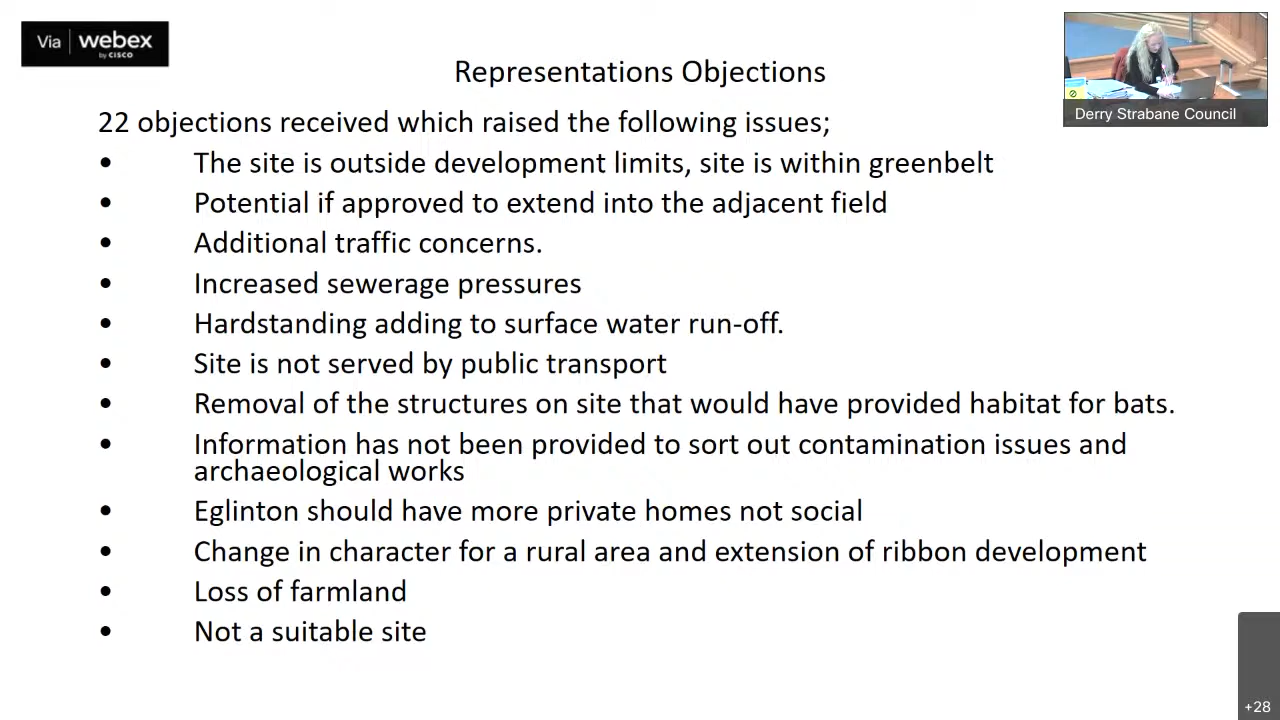 Via webex
by CISCO
Derry Strabane Council
Representations Objections
22 objections received which raised the following issues;
• The site is outside development limits, site is within greenbelt
• Potential if approved to extend into the adjacent field
• Additional traffic concerns.
• Increased sewerage pressures
• Hardstanding adding to surface water run-off.
• Site is not served by public transport
• Removal of the structures on site that would have provided habitat for bats.
• Information has not been provided to sort out contamination issues and
archaeological works
• Eglinton should have more private homes not social
• Change in character for a rural area and extension of ribbon development
• Loss of farmland
• Not a suitable site
+28